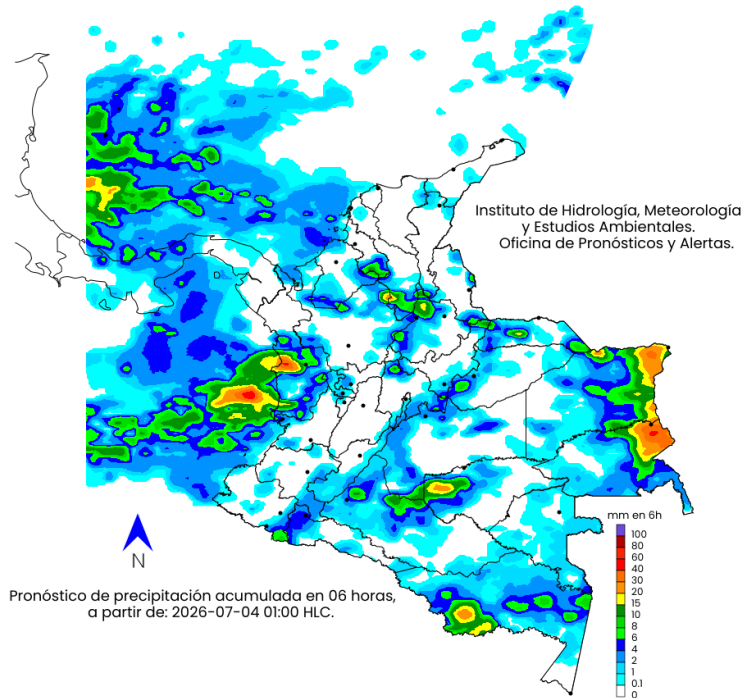 Instituto de Hidrología, Meteorología
y Estudios Ambientales.
Oficina de Pronósticos y Alertas.
mm en 6h
100
80
60
40
30
20
15
10
8
6
4
2
1
0.1
0
N
Pronóstico de precipitación acumulada en 06 horas,
a partir de: 2026-07-04 01:00 HLC.